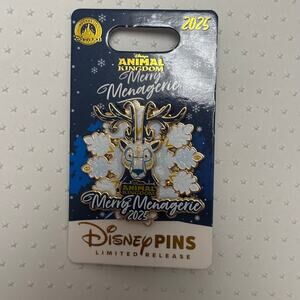 2025
Disney's
ANIMAL
KINGDOM
Merry
Menagerie
ANIMAL
KINGDOM
Merry Menagerie
2025
Disney PINS
LIMITED RELEASE